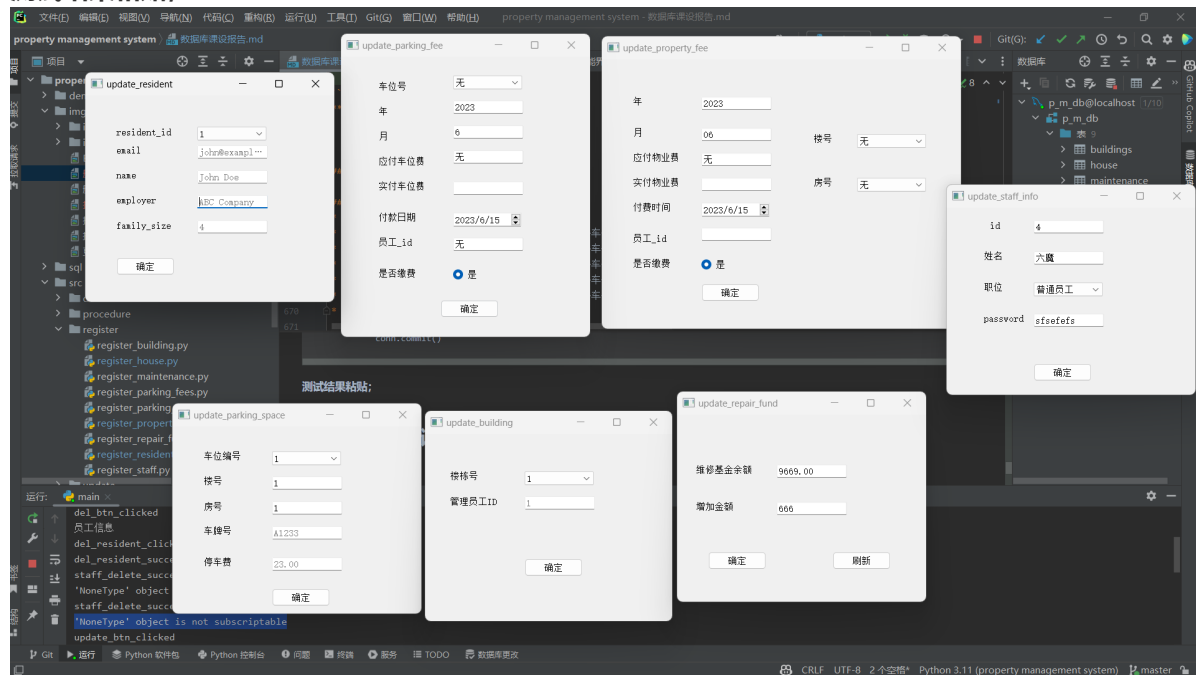 文件(F) 编辑(E) 视图(V) 导航(N) 代码(C) 重构(R) 运行(U) 工具(T) Git(G) 窗口(W) 帮助(H) property management system - 数据库课设报告.md
property management system 数据库课设报告.md
Git(G):
项目
数据库
update_resident
resident_id 1
email john@exampl…
name John Doe
employer ABC Company
family_size 4
确定
update_parking_fee
车位号 无
年 2023
月 6
应付车位费 无
实付车位费
付款日期 2023/6/15
员工_id 无
是否缴费 是
确定
update_property_fee
年 2023
月 06
楼号 无
应付物业费 无
实付物业费
房号 无
付费时间 2023/6/15
员工_id
是否缴费 是
确定
p_m_db@localhost 1/10
p_m_db
表 9
buildings
house
maintenance
GitHub Copilot
update_staff_info
id 4
姓名 六魔
职位 普通员工
password sfsefefs
确定
sql
src
procedure
register
register_building.py
register_house.py
register_maintenance.py
register_parking_fees.py
register_parking
register_propert
register_repair_f
register_resident
register_staff.py
670
671
conn.commit()
测试结果粘贴;
update_parking_space
车位编号 1
楼号 1
房号 1
车牌号 A1233
停车费 23.00
确定
update_building
楼栋号 1
管理员工ID 1
确定
update_repair_fund
维修基金余额 9669.00
增加金额 666
确定 刷新
运行: main
del_btn_clicked
员工信息
del_resident_click
del_resident_succe
staff_delete_succe
'NoneType' object
staff_delete_succe
'NoneType' object is not subscriptable
update_btn_clicked
Git 运行 Python 软件包 Python 控制台 问题 终端 服务 TODO 数据库更改
CRLF UTF-8 2 个空格* Python 3.11 (property management system) master